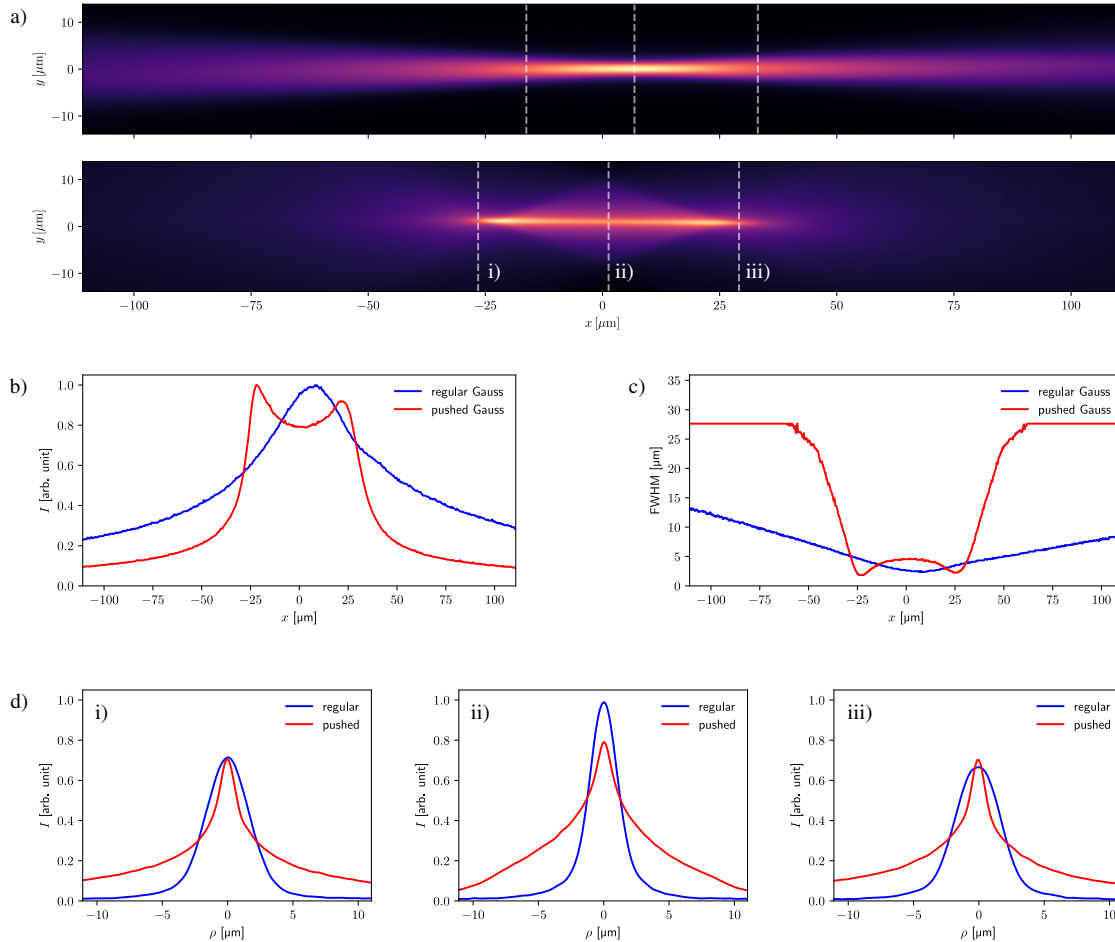 a)
10
0
−10
y [μm]
10
0
−10
y [μm]
i)
ii)
iii)
−100
−75
−50
−25
0
25
50
75
100
x [μm]
b)
1.0
0.8
0.6
0.4
0.2
0.0
I [arb. unit]
regular Gauss
pushed Gauss
−100
−75
−50
−25
0
25
50
75
100
x [μm]
c)
35
30
25
20
15
10
5
0
FWHM [μm]
regular Gauss
pushed Gauss
−100
−75
−50
−25
0
25
50
75
100
x [μm]
d)
i)
1.0
0.8
0.6
0.4
0.2
0.0
I [arb. unit]
regular
pushed
−10
−5
0
5
10
ρ [μm]
ii)
1.0
0.8
0.6
0.4
0.2
0.0
I [arb. unit]
regular
pushed
−10
−5
0
5
10
ρ [μm]
iii)
1.0
0.8
0.6
0.4
0.2
0.0
I [arb. unit]
regular
pushed
−10
−5
0
5
10
ρ [μm]